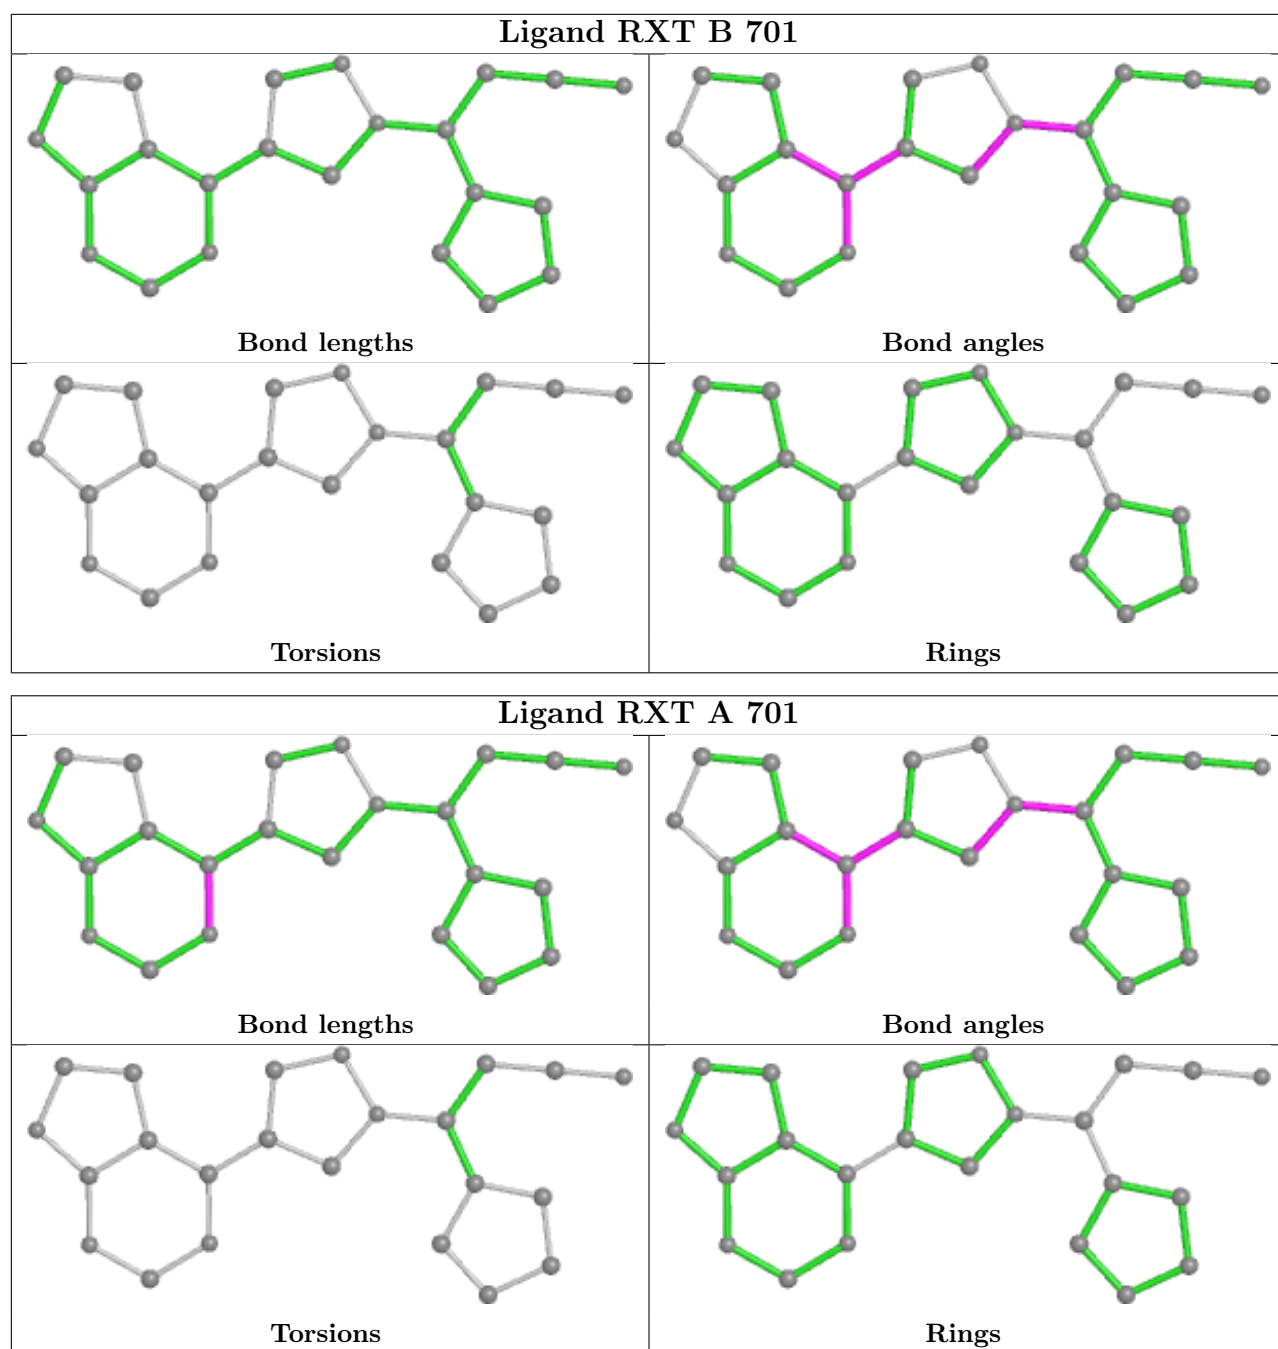 Ligand RXT B 701
Bond lengths
Bond angles
Torsions
Rings
Ligand RXT A 701
Bond lengths
Bond angles
Torsions
Rings